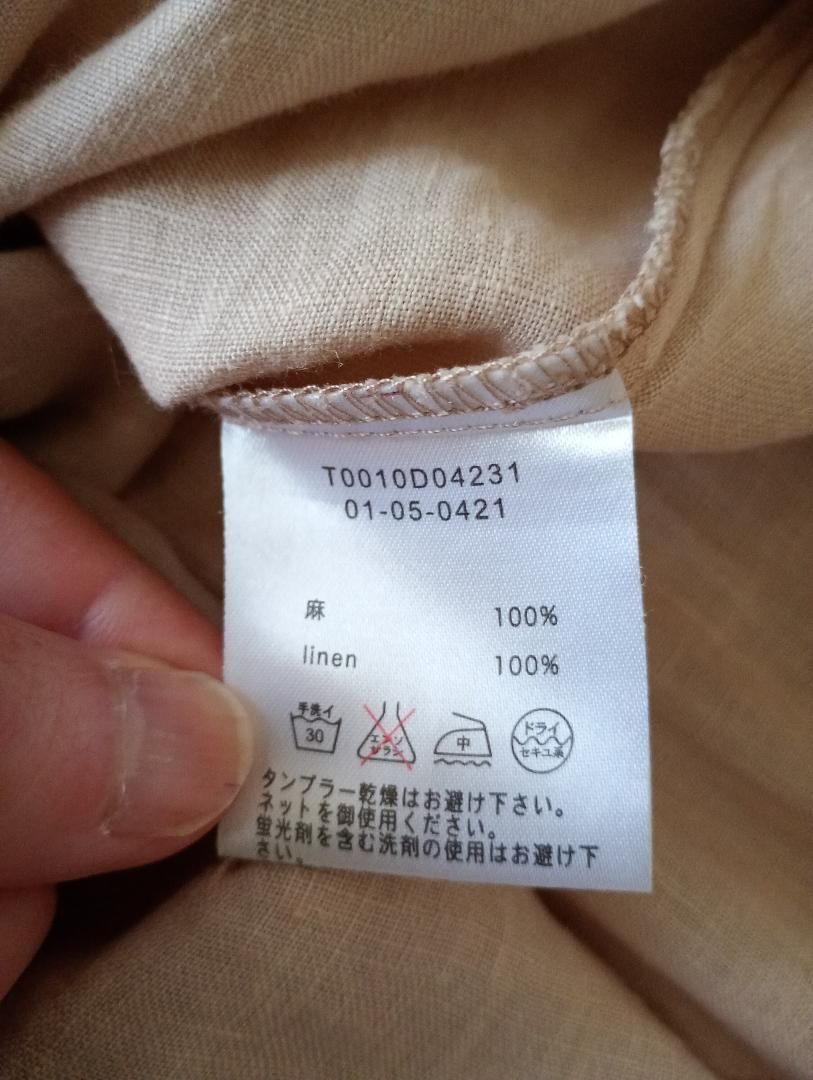 T0010D04231
01-05-0421
麻 100%
linen 100%
手洗イ
30
エンソ
サラシ
中
ドライ
セキユ系
タンブラー乾燥はお避け下さい。
ネットを御使用ください。
蛍光剤を含む洗剤の使用はお避け下
さい。